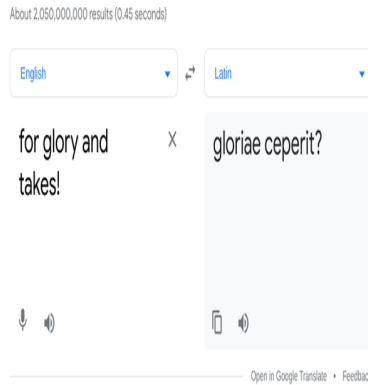 About 2,050,000,000 results (0.45 seconds)
English
Latin
for glory and
takes!
gloriae ceperit?
Open in Google Translate • Feedbac